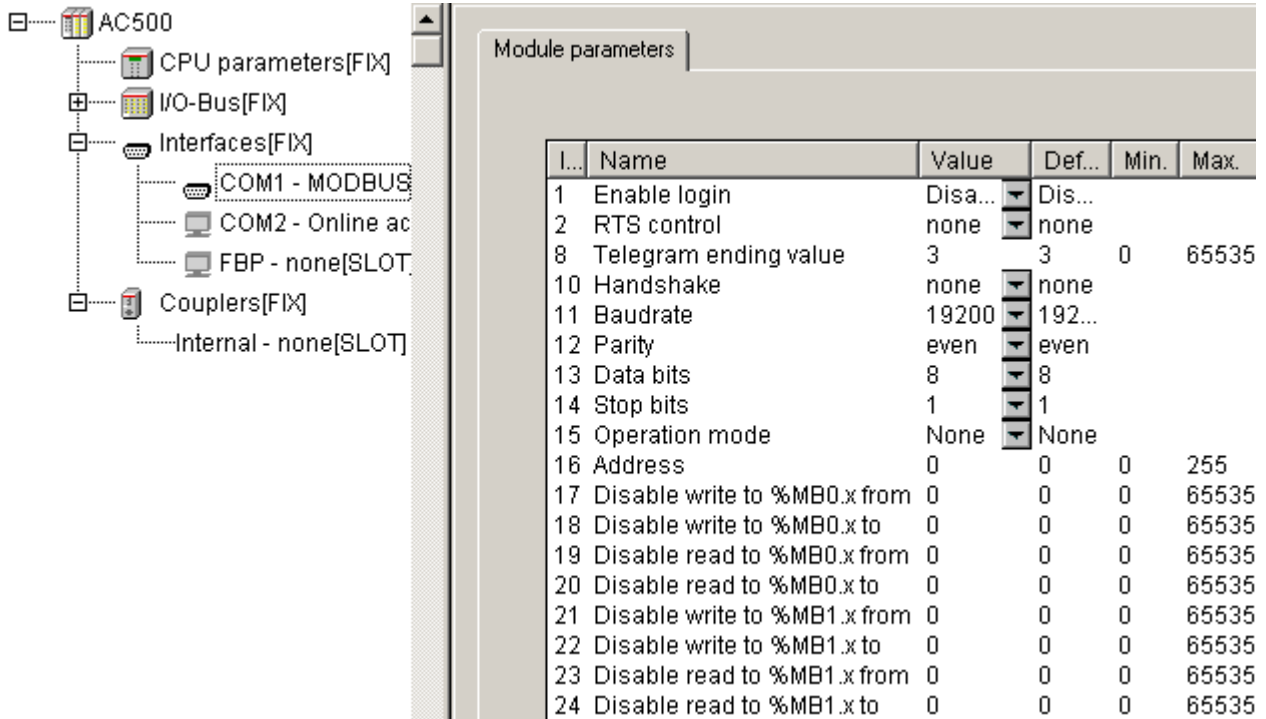 AC500
CPU parameters[FIX]
I/O-Bus[FIX]
Interfaces[FIX]
COM1 - MODBUS
COM2 - Online ac
FBP - none[SLOT]
Couplers[FIX]
Internal - none[SLOT]
Module parameters
I... Name Value Def... Min. Max.
1 Enable login Disa... Dis...
2 RTS control none none
8 Telegram ending value 3 3 0 65535
10 Handshake none none
11 Baudrate 19200 192...
12 Parity even even
13 Data bits 8 8
14 Stop bits 1 1
15 Operation mode None None
16 Address 0 0 0 255
17 Disable write to %MB0.x from 0 0 0 65535
18 Disable write to %MB0.x to 0 0 0 65535
19 Disable read to %MB0.x from 0 0 0 65535
20 Disable read to %MB0.x to 0 0 0 65535
21 Disable write to %MB1.x from 0 0 0 65535
22 Disable write to %MB1.x to 0 0 0 65535
23 Disable read to %MB1.x from 0 0 0 65535
24 Disable read to %MB1.x to 0 0 0 65535